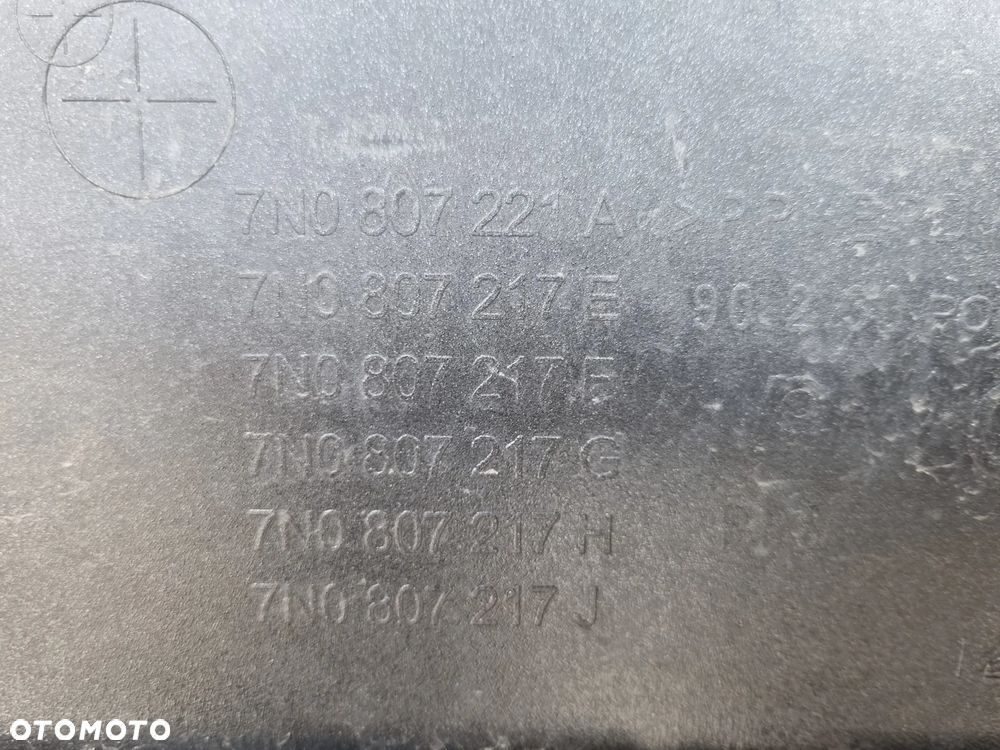 7N0 807 221 A
7N0 807 217 E
7N0 807 217 F
7N0 807 217 G
7N0 807 217 H
7N0 807 217 J
OTOMOTO